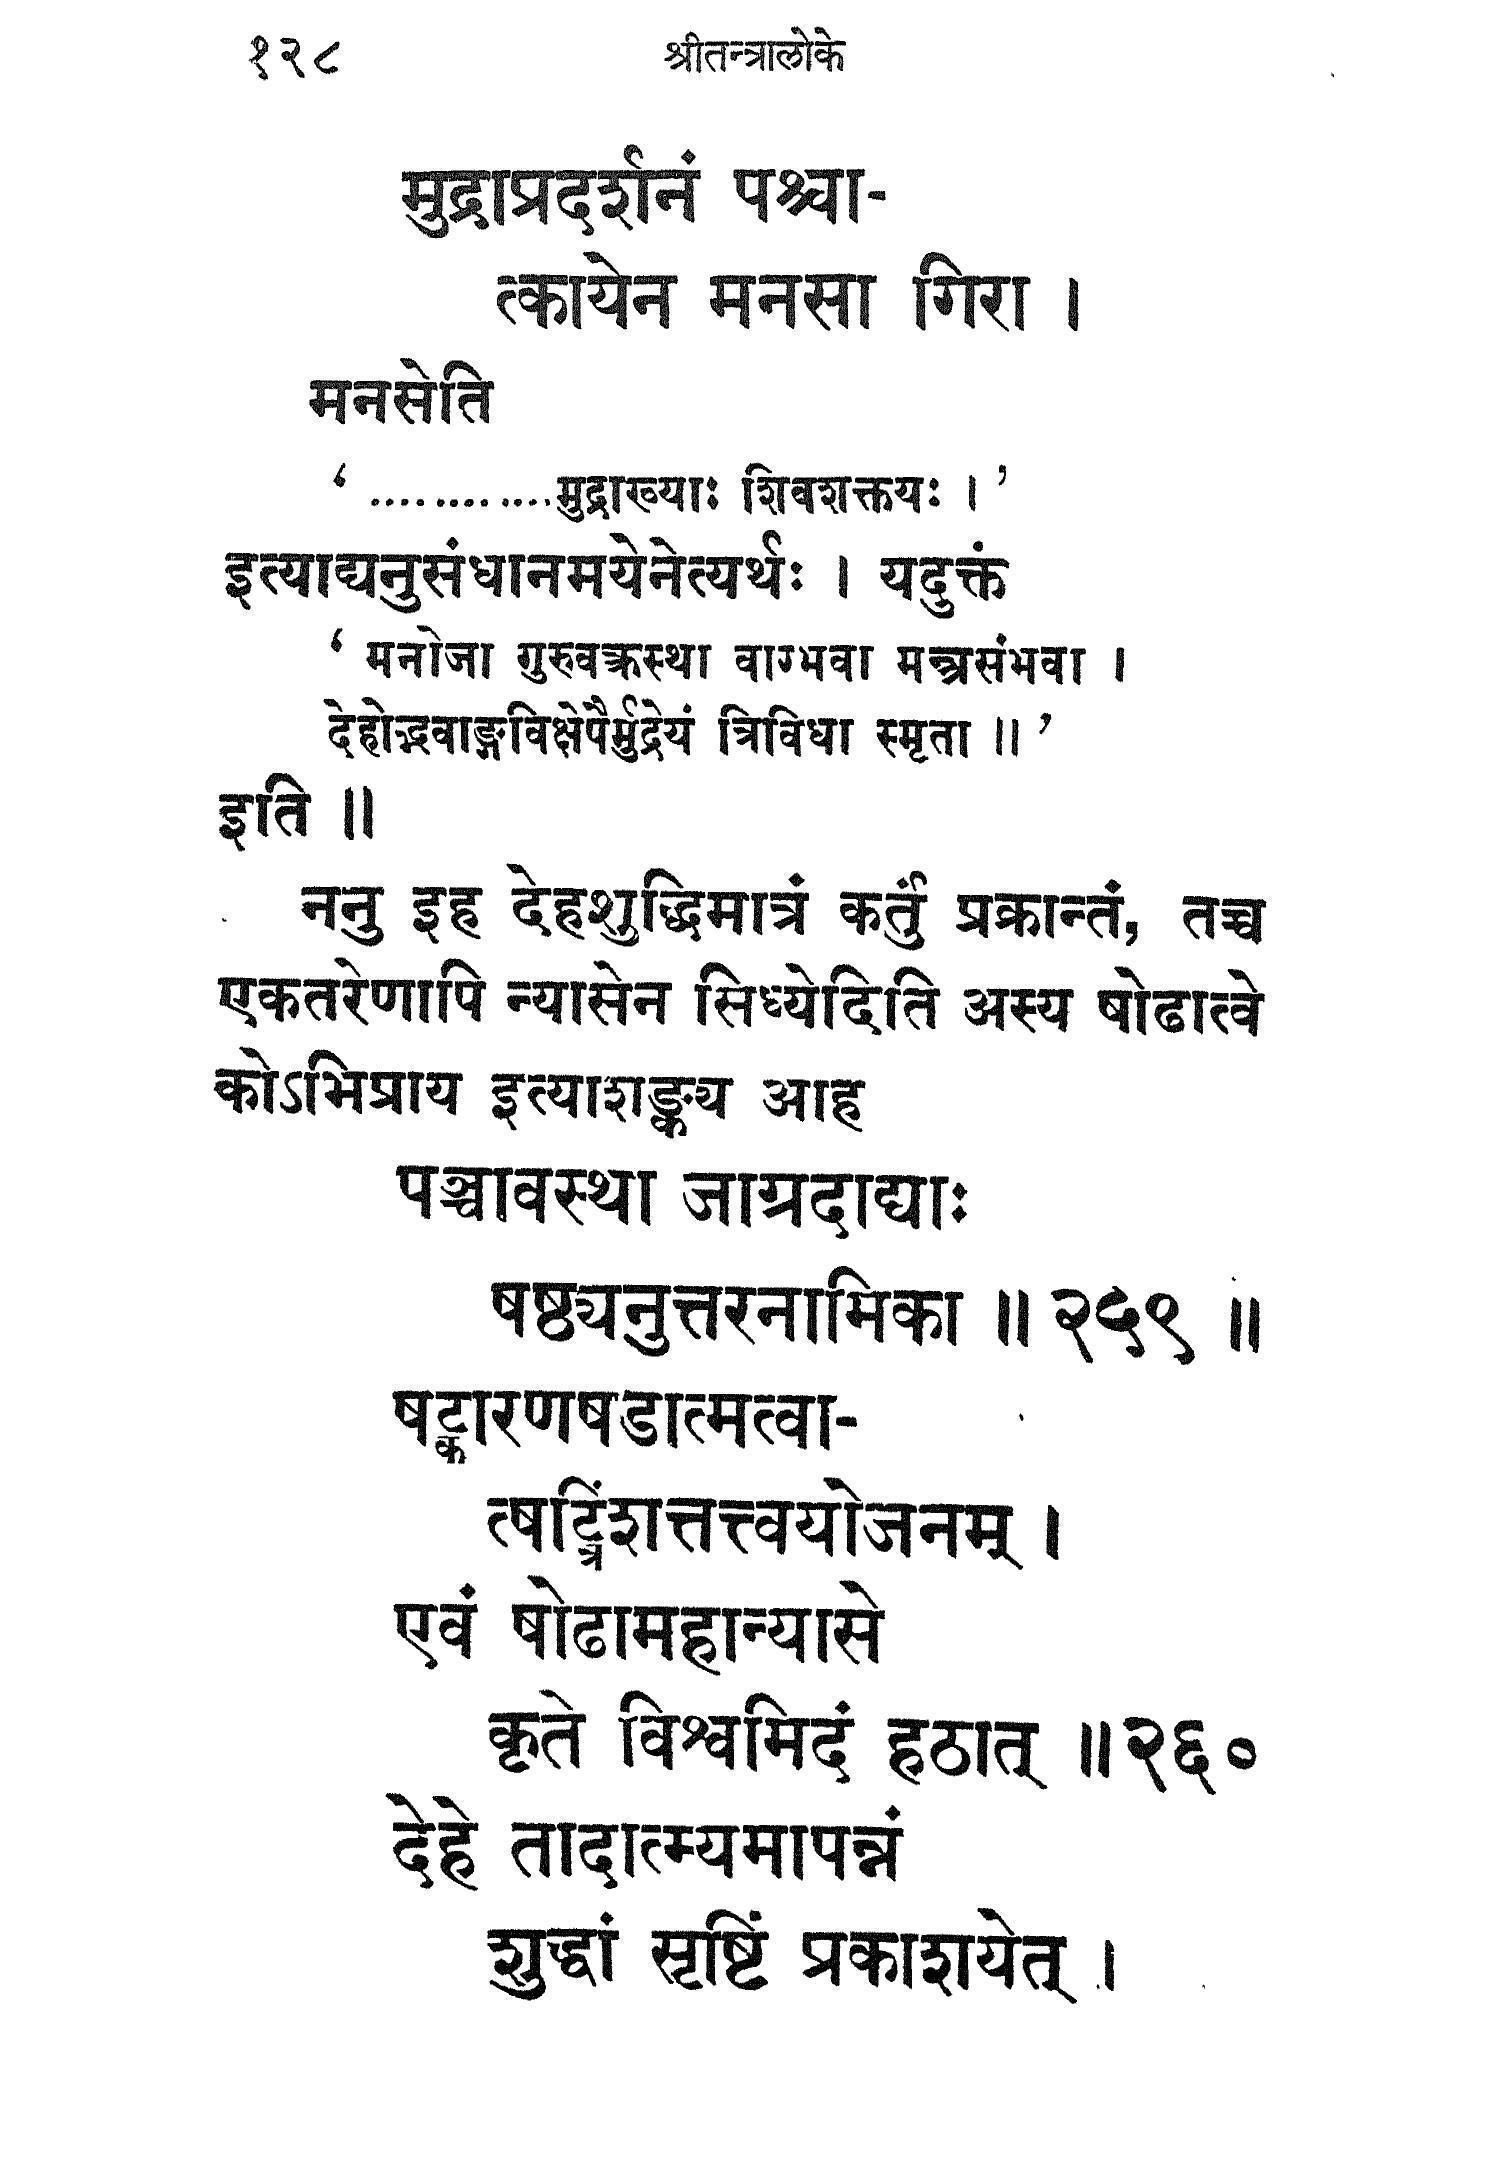 १२८ श्रीतन्त्रालोके
मुद्राप्रदर्शनं पश्चा-
त्कायेन मनसा गिरा ।
मनसेति
‘ ............मुद्राख्याः शिवशक्तयः । ’
इत्याद्यनुसंधानमयेनेत्यर्थः । यदुक्तं
‘ मनोजा गुरुवक्त्रस्था वाग्भवा मन्त्रसंभवा ।
देहोद्भवाङ्गविक्षेपैर्मुद्रेयं त्रिविधा स्मृता ॥ ’
इति ॥
ननु इह देहशुद्धिमात्रं कर्तुं प्रक्रान्तं, तच्च
एकतरेणापि न्यासेन सिध्येदिति अस्य षोढात्वे
कोऽभिप्राय इत्याशङ्क्य आह
पञ्चावस्था जाग्रदाद्याः
षष्ठ्यनुत्तरनामिका ॥ २५९ ॥
षट्कारणषडात्मत्वा-
त्षट्त्रिंशत्तत्त्वयोजनम् ।
एवं षोढामहान्यासे
कृते विश्वमिदं हठात् ॥ २६०
देहे तादात्म्यमापन्नं
शुद्धां सृष्टिं प्रकाशयेत् ।